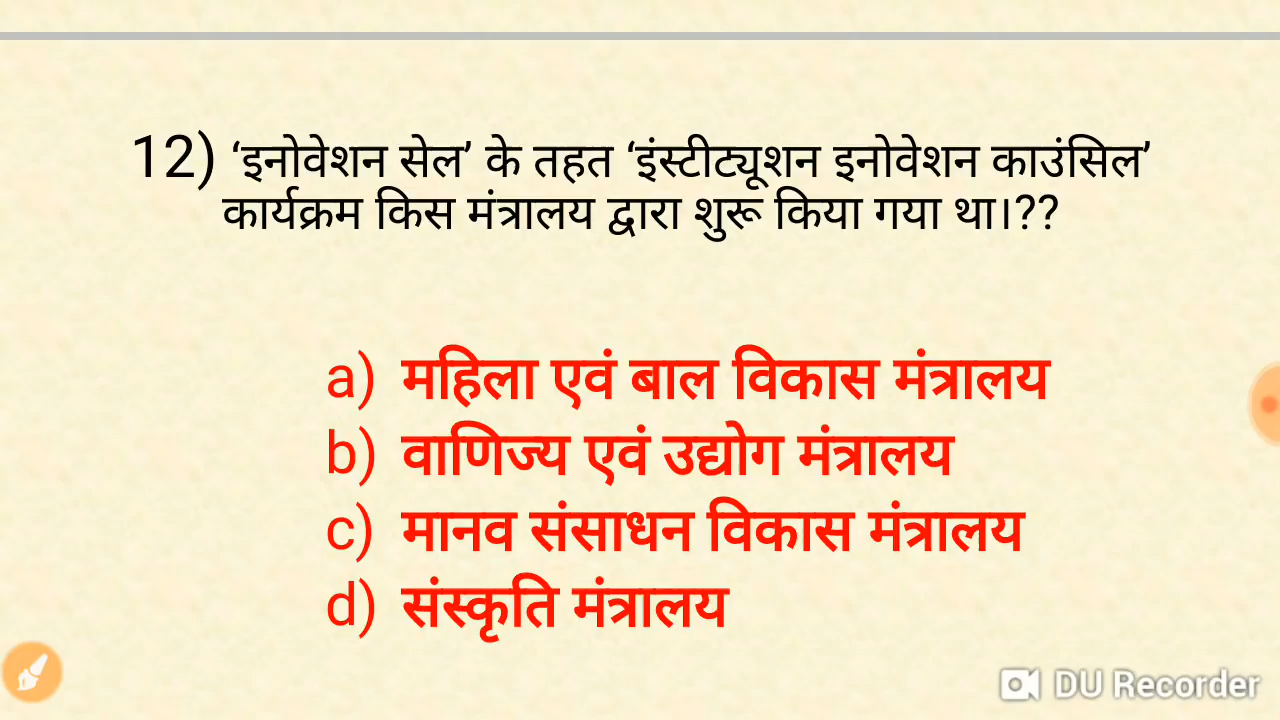 12) ‘इनोवेशन सेल’ के तहत ‘इंस्टीट्यूशन इनोवेशन काउंसिल’
कार्यक्रम किस मंत्रालय द्वारा शुरू किया गया था।??
a) महिला एवं बाल विकास मंत्रालय
b) वाणिज्य एवं उद्योग मंत्रालय
c) मानव संसाधन विकास मंत्रालय
d) संस्कृति मंत्रालय
DU Recorder